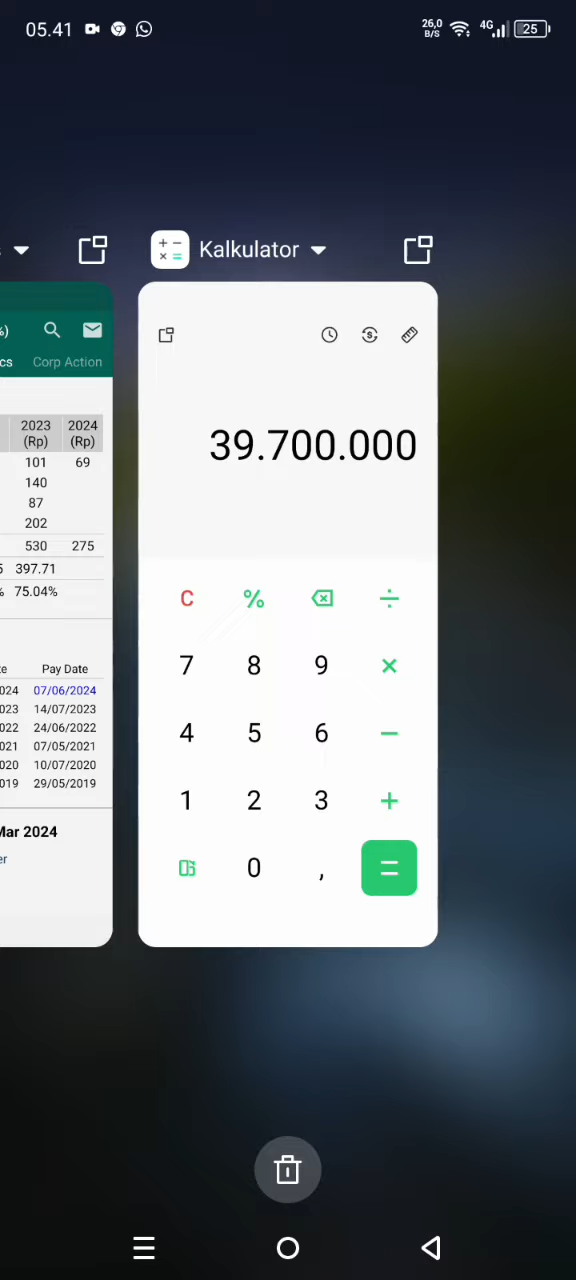 05.41
26,0 B/S 4G 25
Kalkulator
Corp Action
2023 2024
(Rp) (Rp)
101 69
140
87
202
530 275
397.71
75.04%
Pay Date
07/06/2024
14/07/2023
24/06/2022
07/05/2021
10/07/2020
29/05/2019
Mar 2024
39.700.000
C % ÷
7 8 9 ×
4 5 6 −
1 2 3 +
0 , =